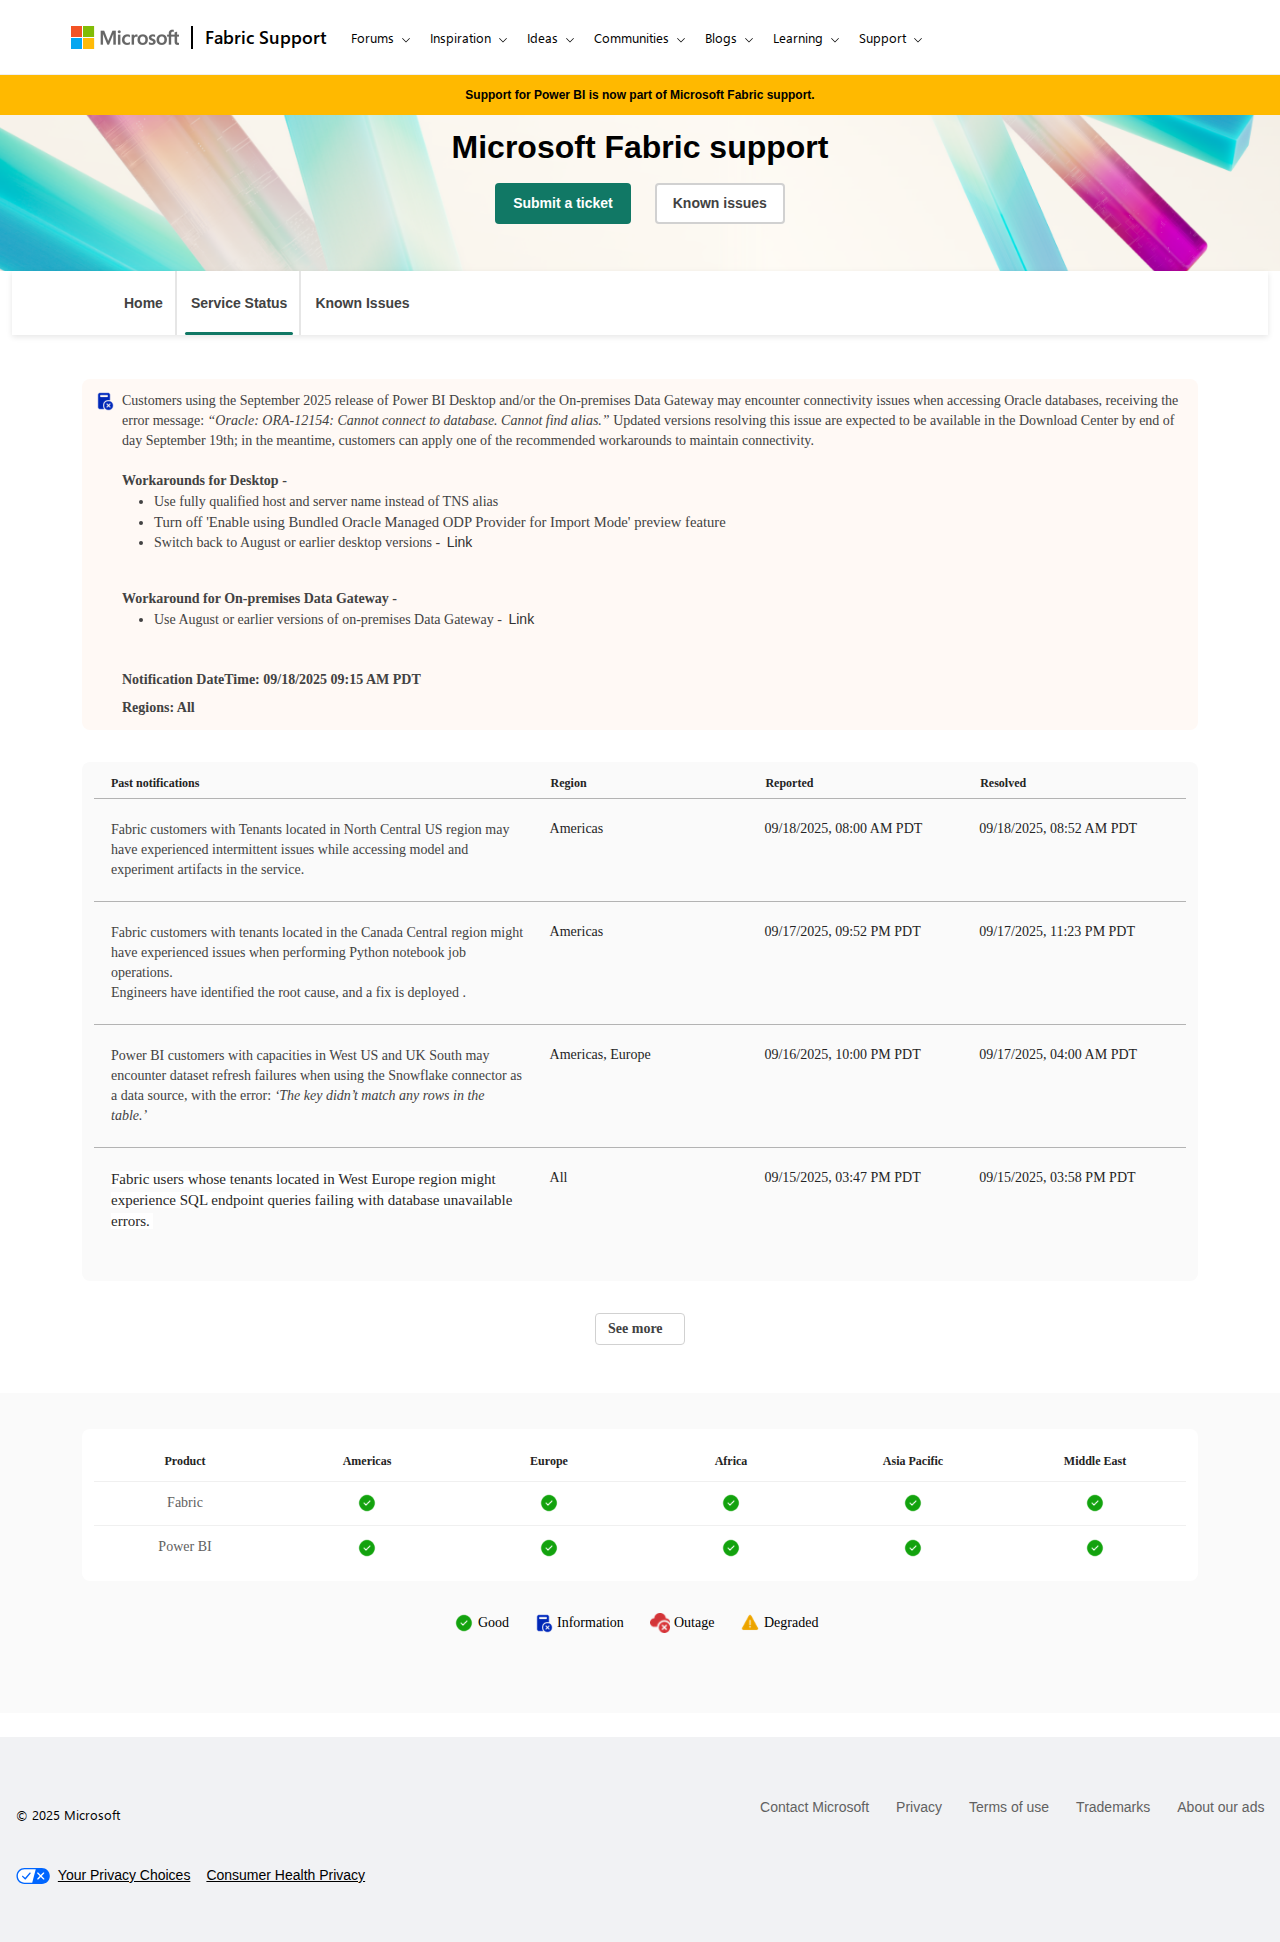 Microsoft
Fabric Support
Forums
Inspiration
Ideas
Communities
Blogs
Learning
Support
Support for Power BI is now part of Microsoft Fabric support.
Microsoft Fabric support
Submit a ticket
Known issues
Home
Service Status
Known Issues
Customers using the September 2025 release of Power BI Desktop and/or the On-premises Data Gateway may encounter connectivity issues when accessing Oracle databases, receiving the
error message: “Oracle: ORA-12154: Cannot connect to database. Cannot find alias.” Updated versions resolving this issue are expected to be available in the Download Center by end of
day September 19th; in the meantime, customers can apply one of the recommended workarounds to maintain connectivity.
Workarounds for Desktop -
• Use fully qualified host and server name instead of TNS alias
• Turn off 'Enable using Bundled Oracle Managed ODP Provider for Import Mode' preview feature
• Switch back to August or earlier desktop versions - Link
Workaround for On-premises Data Gateway -
• Use August or earlier versions of on-premises Data Gateway - Link
Notification DateTime: 09/18/2025 09:15 AM PDT
Regions: All
Past notifications Region Reported Resolved
Fabric customers with Tenants located in North Central US region may
have experienced intermittent issues while accessing model and
experiment artifacts in the service.
Americas
09/18/2025, 08:00 AM PDT
09/18/2025, 08:52 AM PDT
Fabric customers with tenants located in the Canada Central region might
have experienced issues when performing Python notebook job
operations.
Engineers have identified the root cause, and a fix is deployed .
Americas
09/17/2025, 09:52 PM PDT
09/17/2025, 11:23 PM PDT
Power BI customers with capacities in West US and UK South may
encounter dataset refresh failures when using the Snowflake connector as
a data source, with the error: ‘The key didn’t match any rows in the
table.’
Americas, Europe
09/16/2025, 10:00 PM PDT
09/17/2025, 04:00 AM PDT
Fabric users whose tenants located in West Europe region might
experience SQL endpoint queries failing with database unavailable
errors.
All
09/15/2025, 03:47 PM PDT
09/15/2025, 03:58 PM PDT
See more
Product Americas Europe Africa Asia Pacific Middle East
Fabric
Power BI
Good
Information
Outage
Degraded
© 2025 Microsoft
Contact Microsoft
Privacy
Terms of use
Trademarks
About our ads
Your Privacy Choices
Consumer Health Privacy